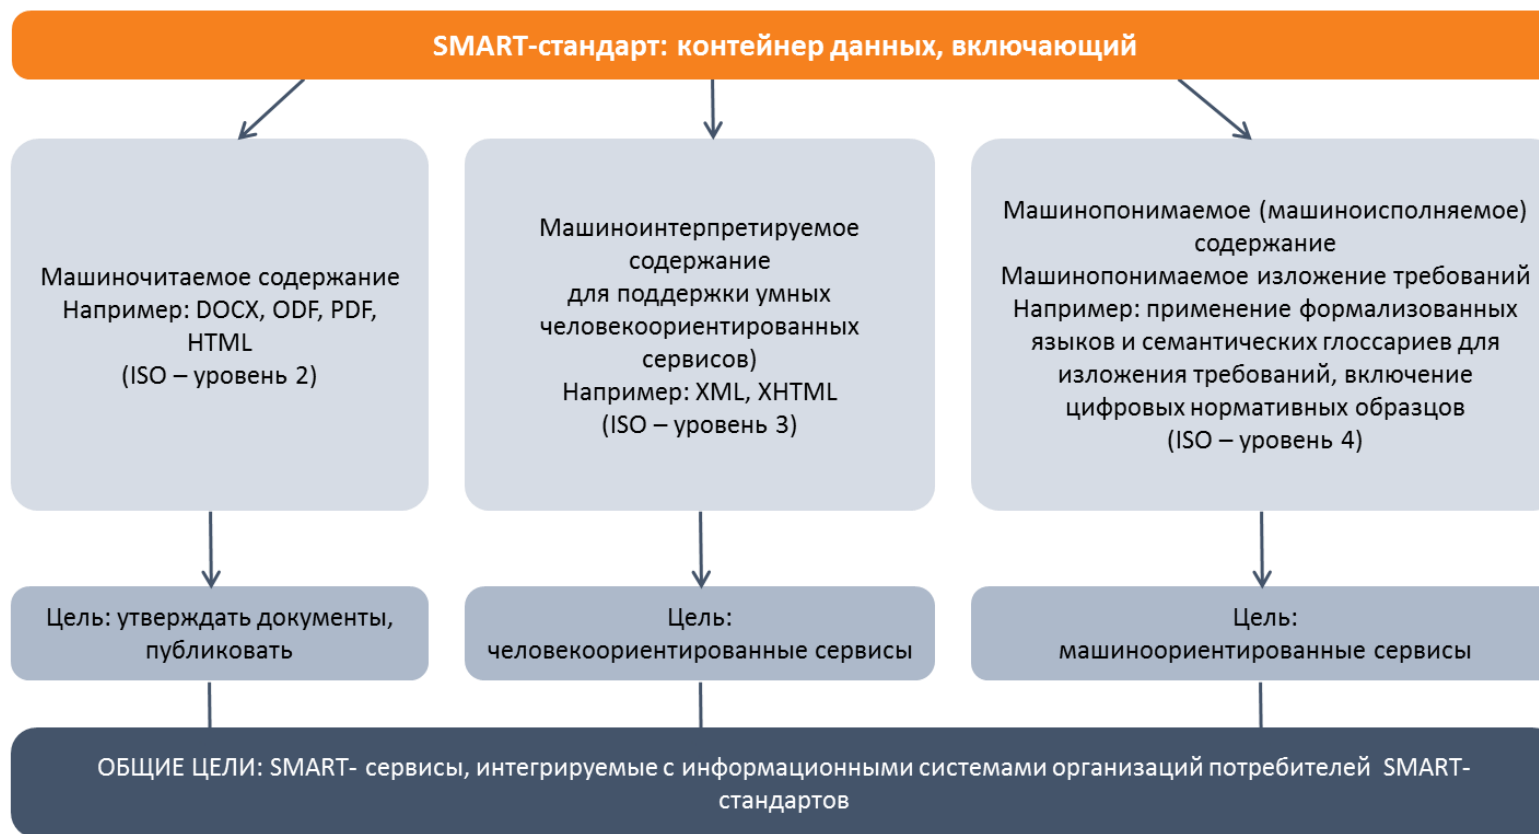 SMART-стандарт: контейнер данных, включающий
Машиночитаемое содержание
Например: DOCX, ODF, PDF,
HTML
(ISO – уровень 2)
Машиноинтерпретируемое
содержание
для поддержки умных
человекоориентированных
сервисов)
Например: XML, XHTML
(ISO – уровень 3)
Машинопонимаемое (машиноисполняемое)
содержание
Машинопонимаемое изложение требований
Например: применение формализованных
языков и семантических глоссариев для
изложения требований, включение
цифровых нормативных образцов
(ISO – уровень 4)
Цель: утверждать документы,
публиковать
Цель:
человекоориентированные сервисы
Цель:
машиноориентированные сервисы
ОБЩИЕ ЦЕЛИ: SMART- сервисы, интегрируемые с информационными системами организаций потребителей SMART-
стандартов